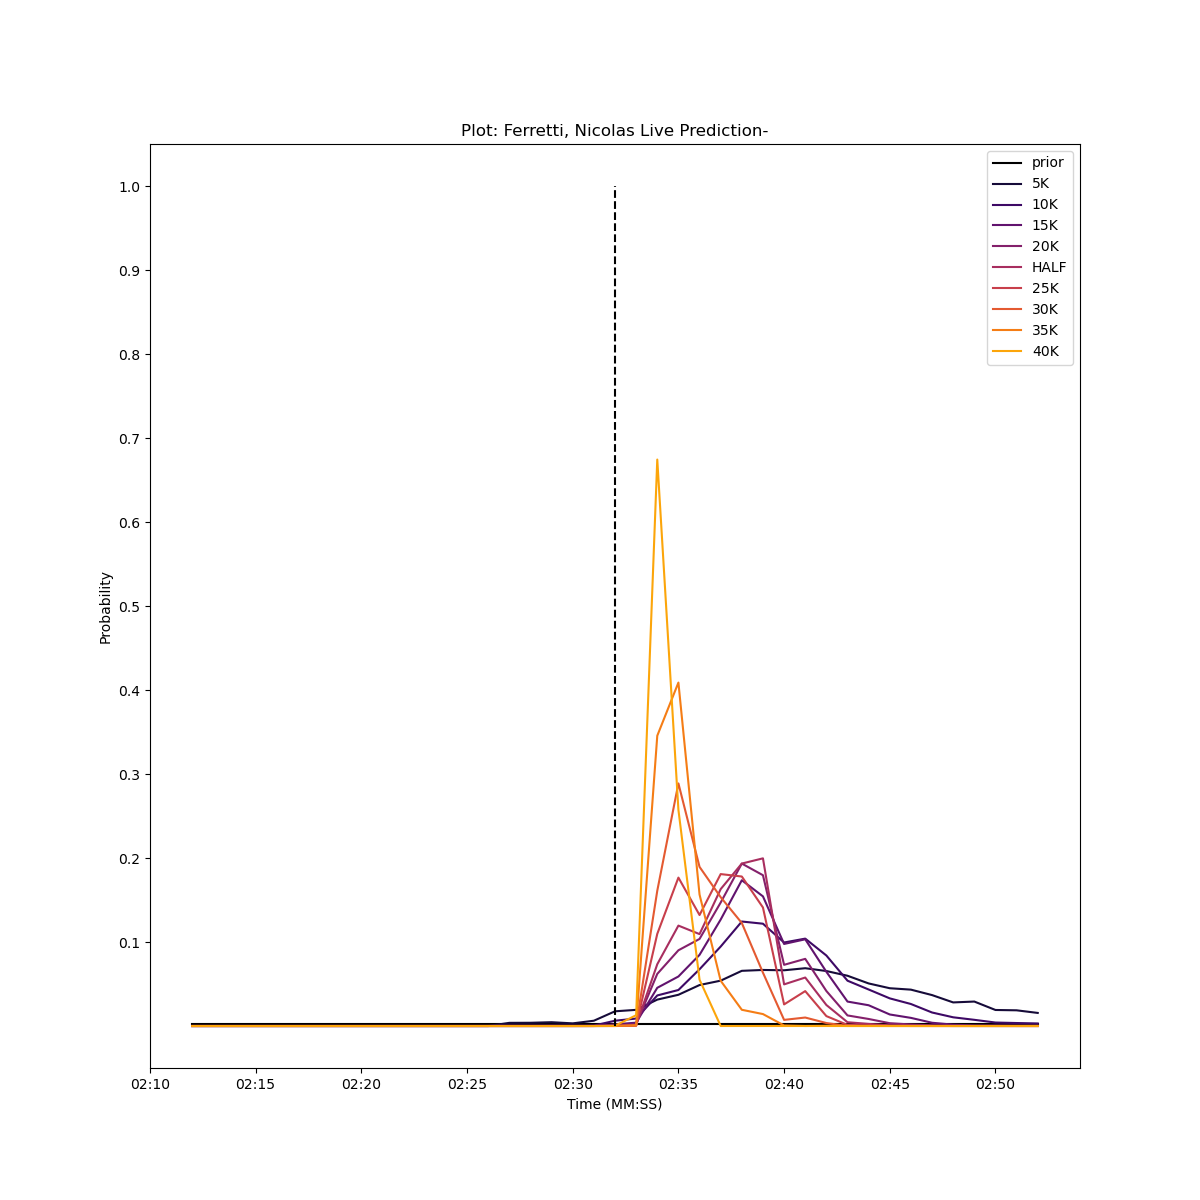 Plot: Ferretti, Nicolas Live Prediction-
prior
5K
10K
15K
20K
HALF
25K
30K
35K
40K
1.0
0.9
0.8
0.7
0.6
0.5
0.4
0.3
0.2
0.1
Probability
02:10 02:15 02:20 02:25 02:30 02:35 02:40 02:45 02:50
Time (MM:SS)